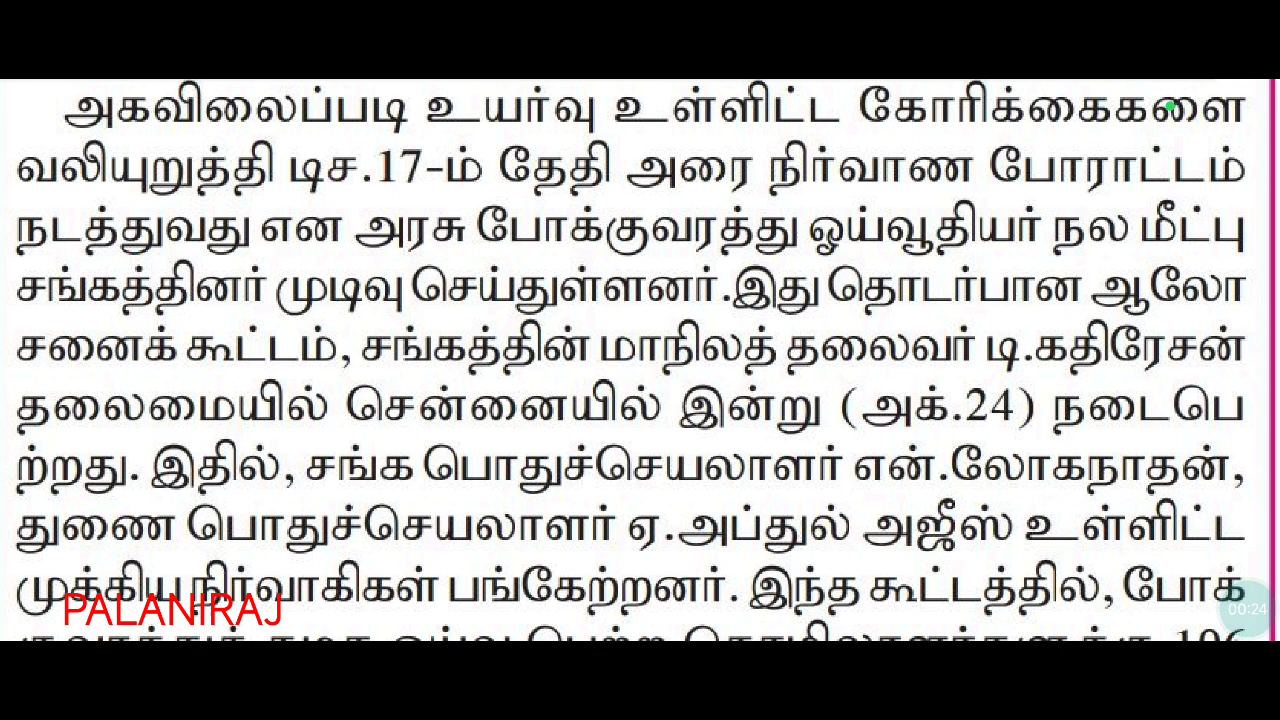 அகவிலைப்படி உயர்வு உள்ளிட்ட கோரிக்கைகளை
வலியுறுத்தி டிச.17-ம் தேதி அரை நிர்வாண போராட்டம்
நடத்துவது என அரசு போக்குவரத்து ஓய்வூதியர் நல மீட்பு
சங்கத்தினர் முடிவு செய்துள்ளனர்.இது தொடர்பான ஆலோ
சனைக் கூட்டம், சங்கத்தின் மாநிலத் தலைவர் டி.கதிரேசன்
தலைமையில் சென்னையில் இன்று (அக்.24) நடைபெ
ற்றது. இதில், சங்க பொதுச்செயலாளர் என்.லோகநாதன்,
துணை பொதுச்செயலாளர் ஏ.அப்துல் அஜீஸ் உள்ளிட்ட
முக்கிய நிர்வாகிகள் பங்கேற்றனர். இந்த கூட்டத்தில், போக்
PALANIRAJ
00:24